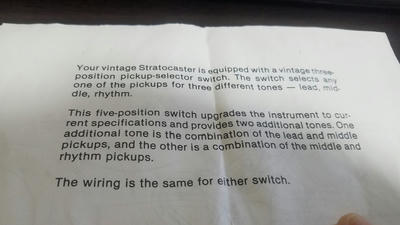 Your vintage Stratocaster is equipped with a vintage three-
position pickup-selector switch. The switch selects any
one of the pickups for three different tones — lead, mid-
dle, rhythm.
This five-position switch upgrades the instrument to cur-
rent specifications and provides two additional tones. One
additional tone is the combination of the lead and middle
pickups, and the other is a combination of the middle and
rhythm pickups.
The wiring is the same for either switch.